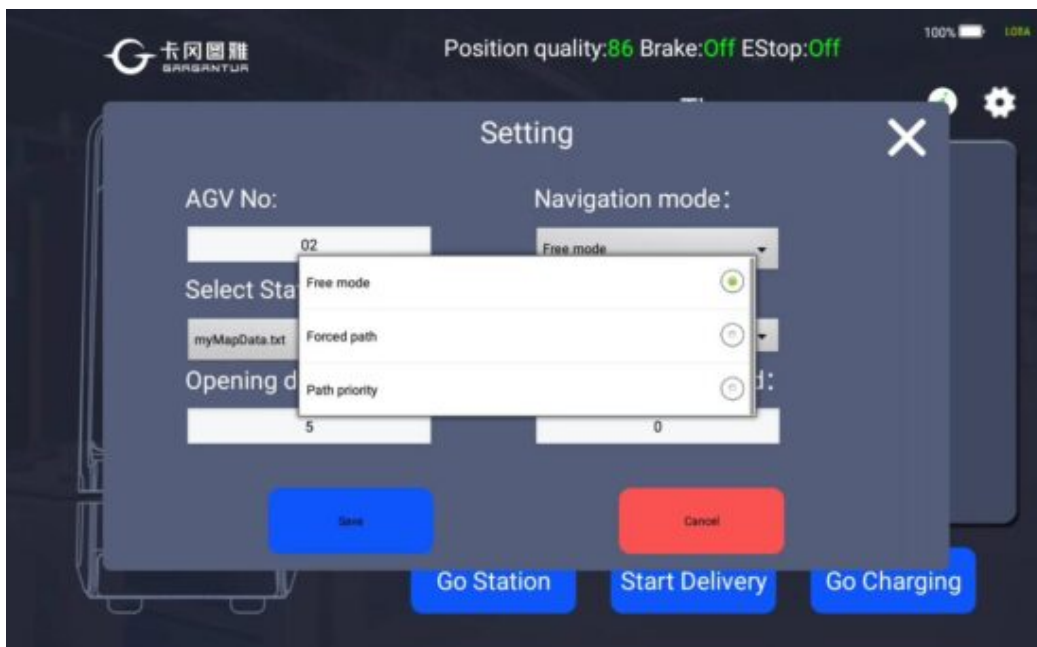 卡冈图雅
GARGANTUR
Position quality:86 Brake:Off EStop:Off
100%
LORA
Setting
AGV No:
Navigation mode：
02
Free mode
Select Sta
Free mode
myMapData.txt
Forced path
Opening d
Path priority
d：
5
0
Save
Cancel
Go Station
Start Delivery
Go Charging